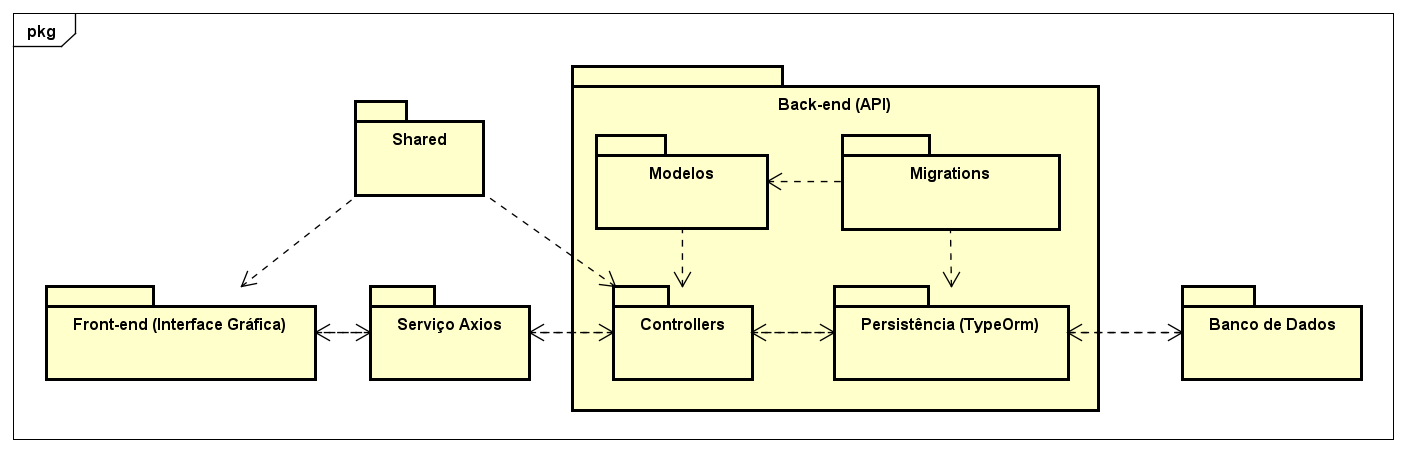 pkg
Back-end (API)
Shared
Modelos
Migrations
Front-end (Interface Gráfica)
Serviço Axios
Controllers
Persistência (TypeOrm)
Banco de Dados